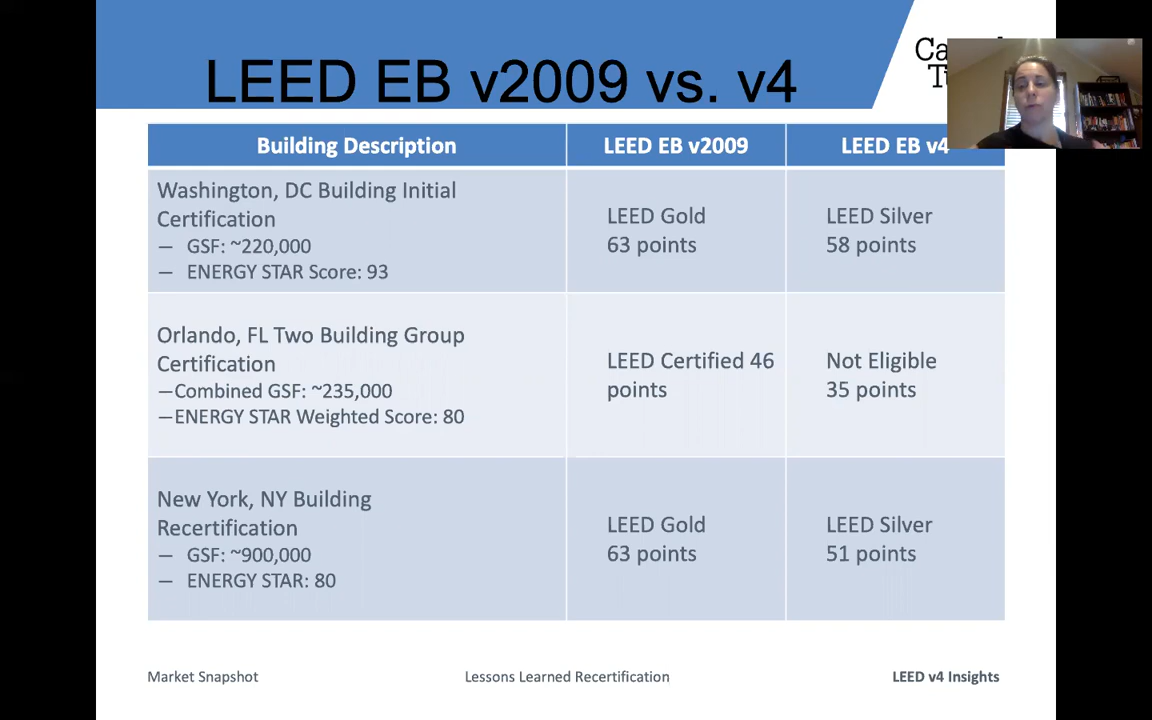 LEED EB v2009 vs. v4
Building Description
LEED EB v2009
LEED EB v4
Washington, DC Building Initial
Certification
— GSF: ~220,000
— ENERGY STAR Score: 93
LEED Gold
63 points
LEED Silver
58 points
Orlando, FL Two Building Group
Certification
—Combined GSF: ~235,000
—ENERGY STAR Weighted Score: 80
LEED Certified 46
points
Not Eligible
35 points
New York, NY Building
Recertification
— GSF: ~900,000
— ENERGY STAR: 80
LEED Gold
63 points
LEED Silver
51 points
Market Snapshot
Lessons Learned Recertification
LEED v4 Insights